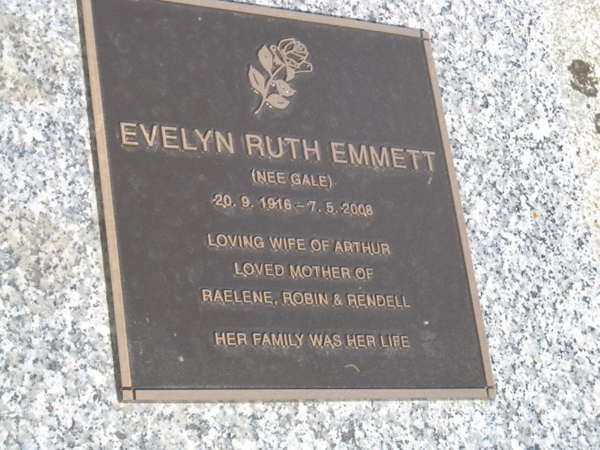 EVELYN RUTH EMMETT
(NEE GALE)
20. 9. 1916 – 7. 5. 2008
LOVING WIFE OF ARTHUR
LOVED MOTHER OF
RAELENE, ROBIN & RENDELL
HER FAMILY WAS HER LIFE